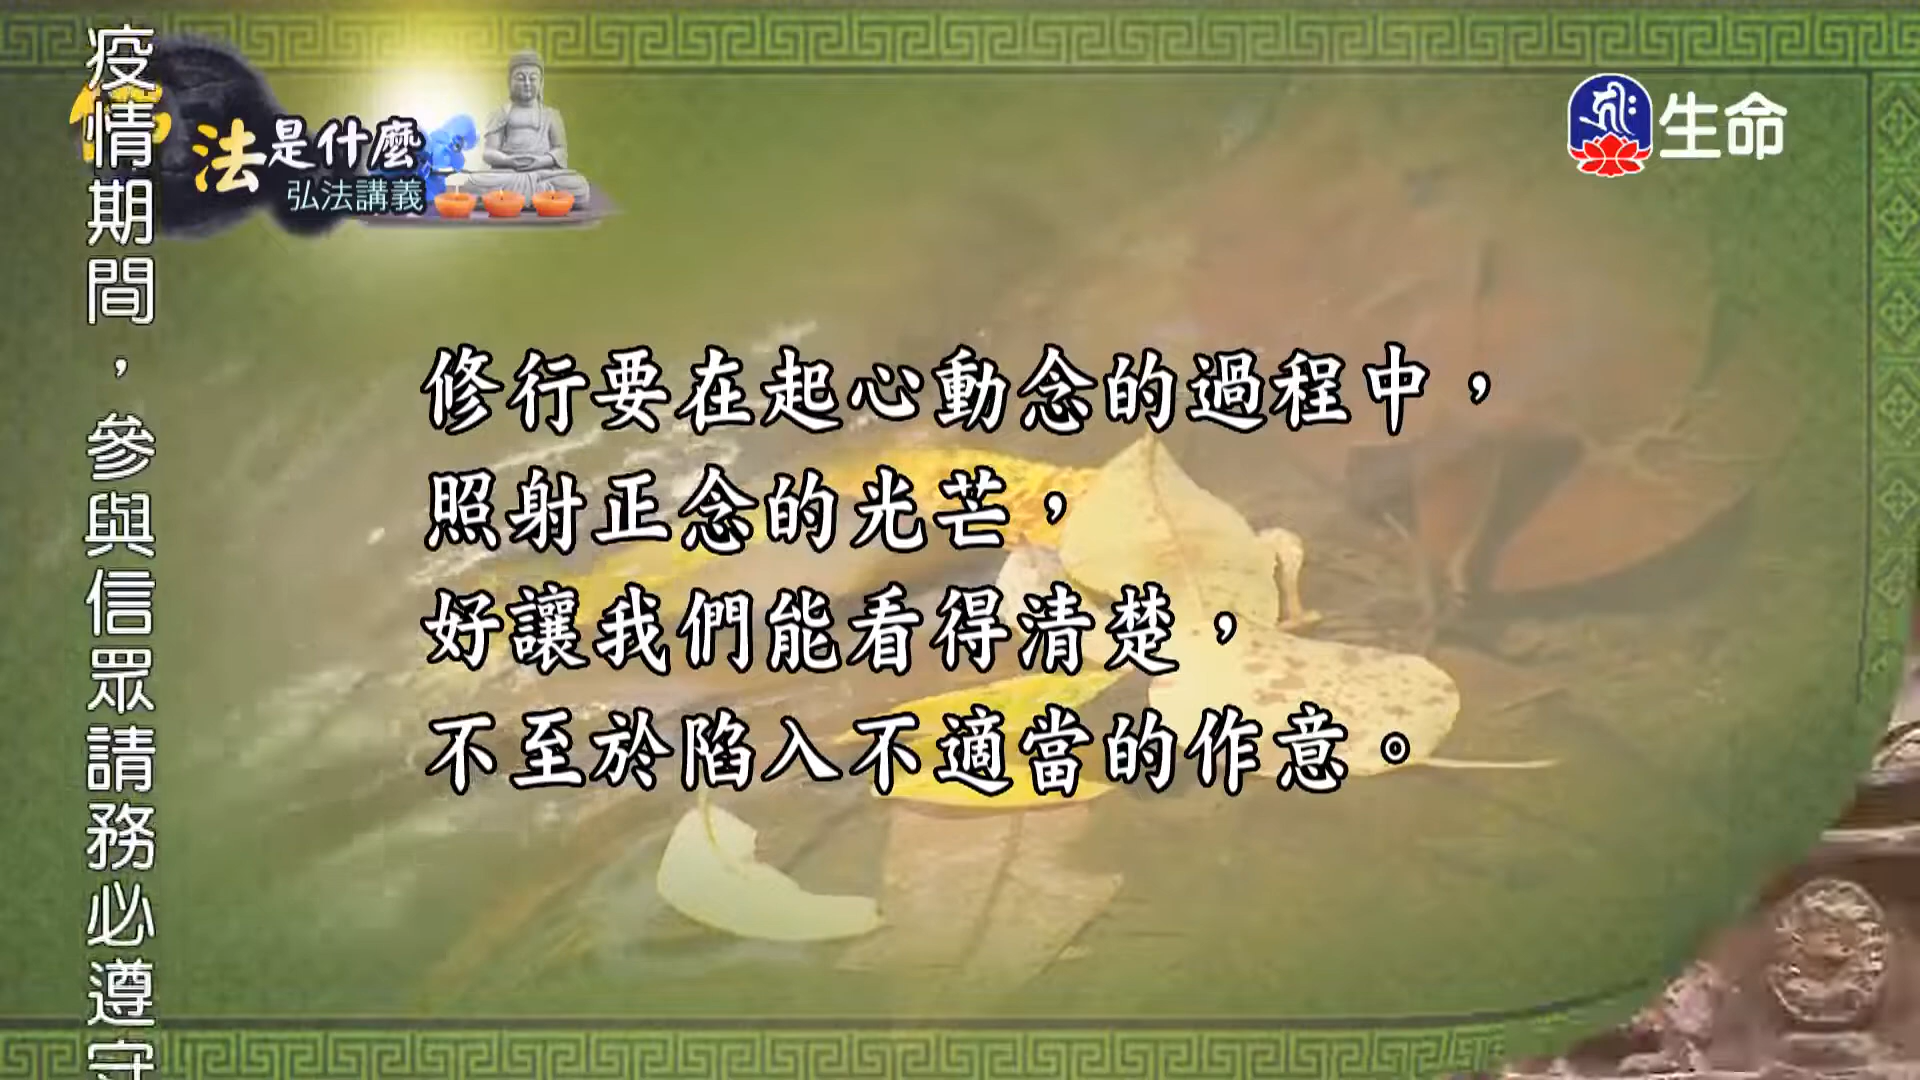 疫情期間，參與信眾請務必遵守
法是什麼
弘法講義
生命
修行要在起心動念的過程中，
照射正念的光芒，
好讓我們能看得清楚，
不至於陷入不適當的作意。